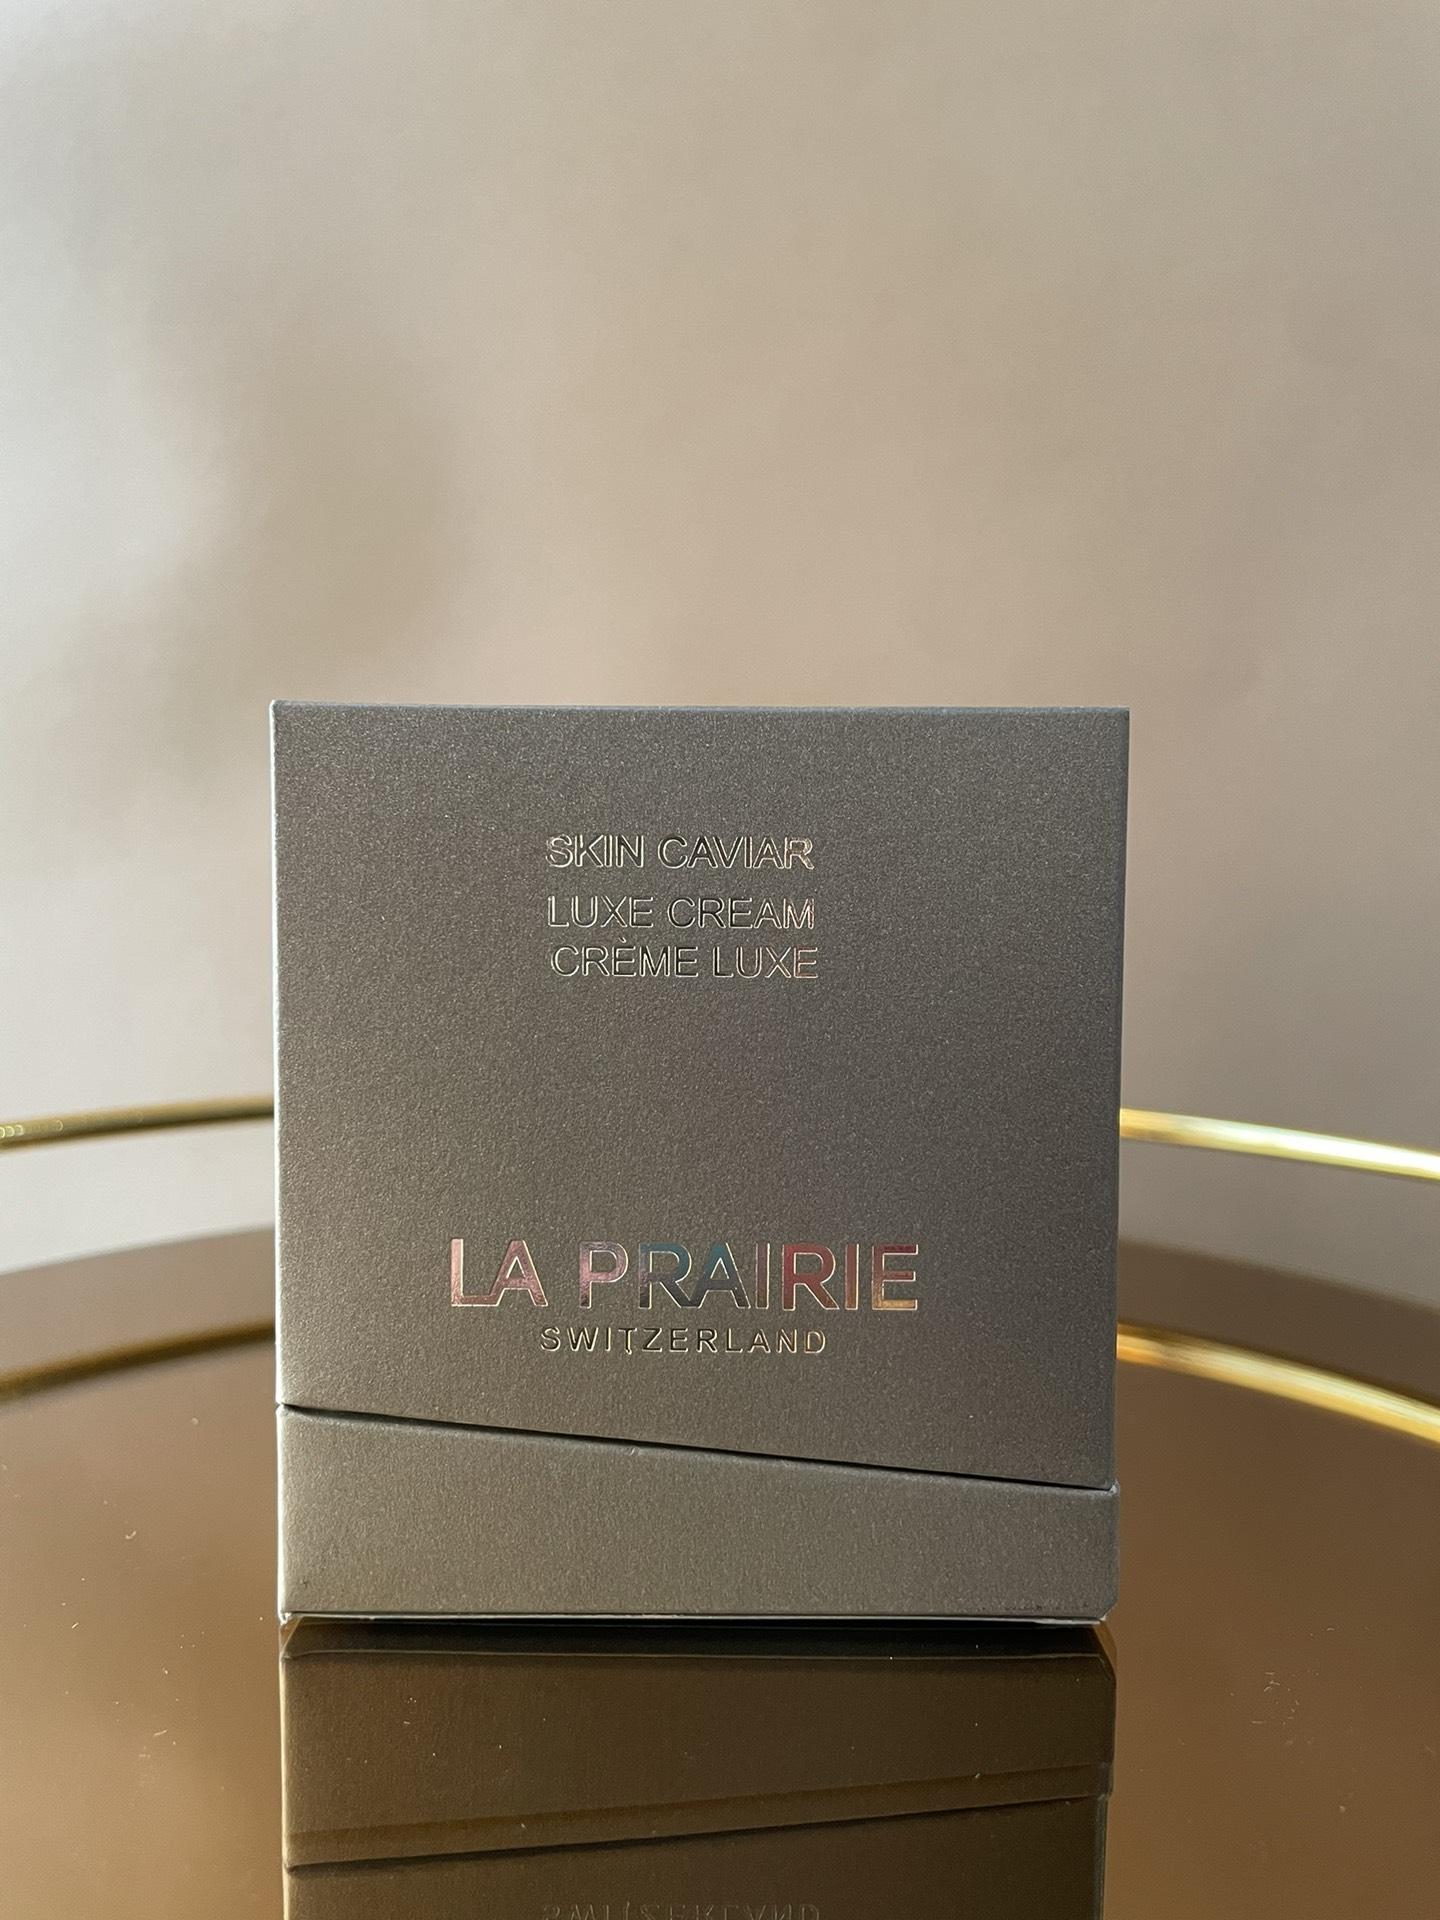 SKIN CAVIAR
LUXE CREAM
CRÈME LUXE
LA PRAIRIE
SWITZERLAND